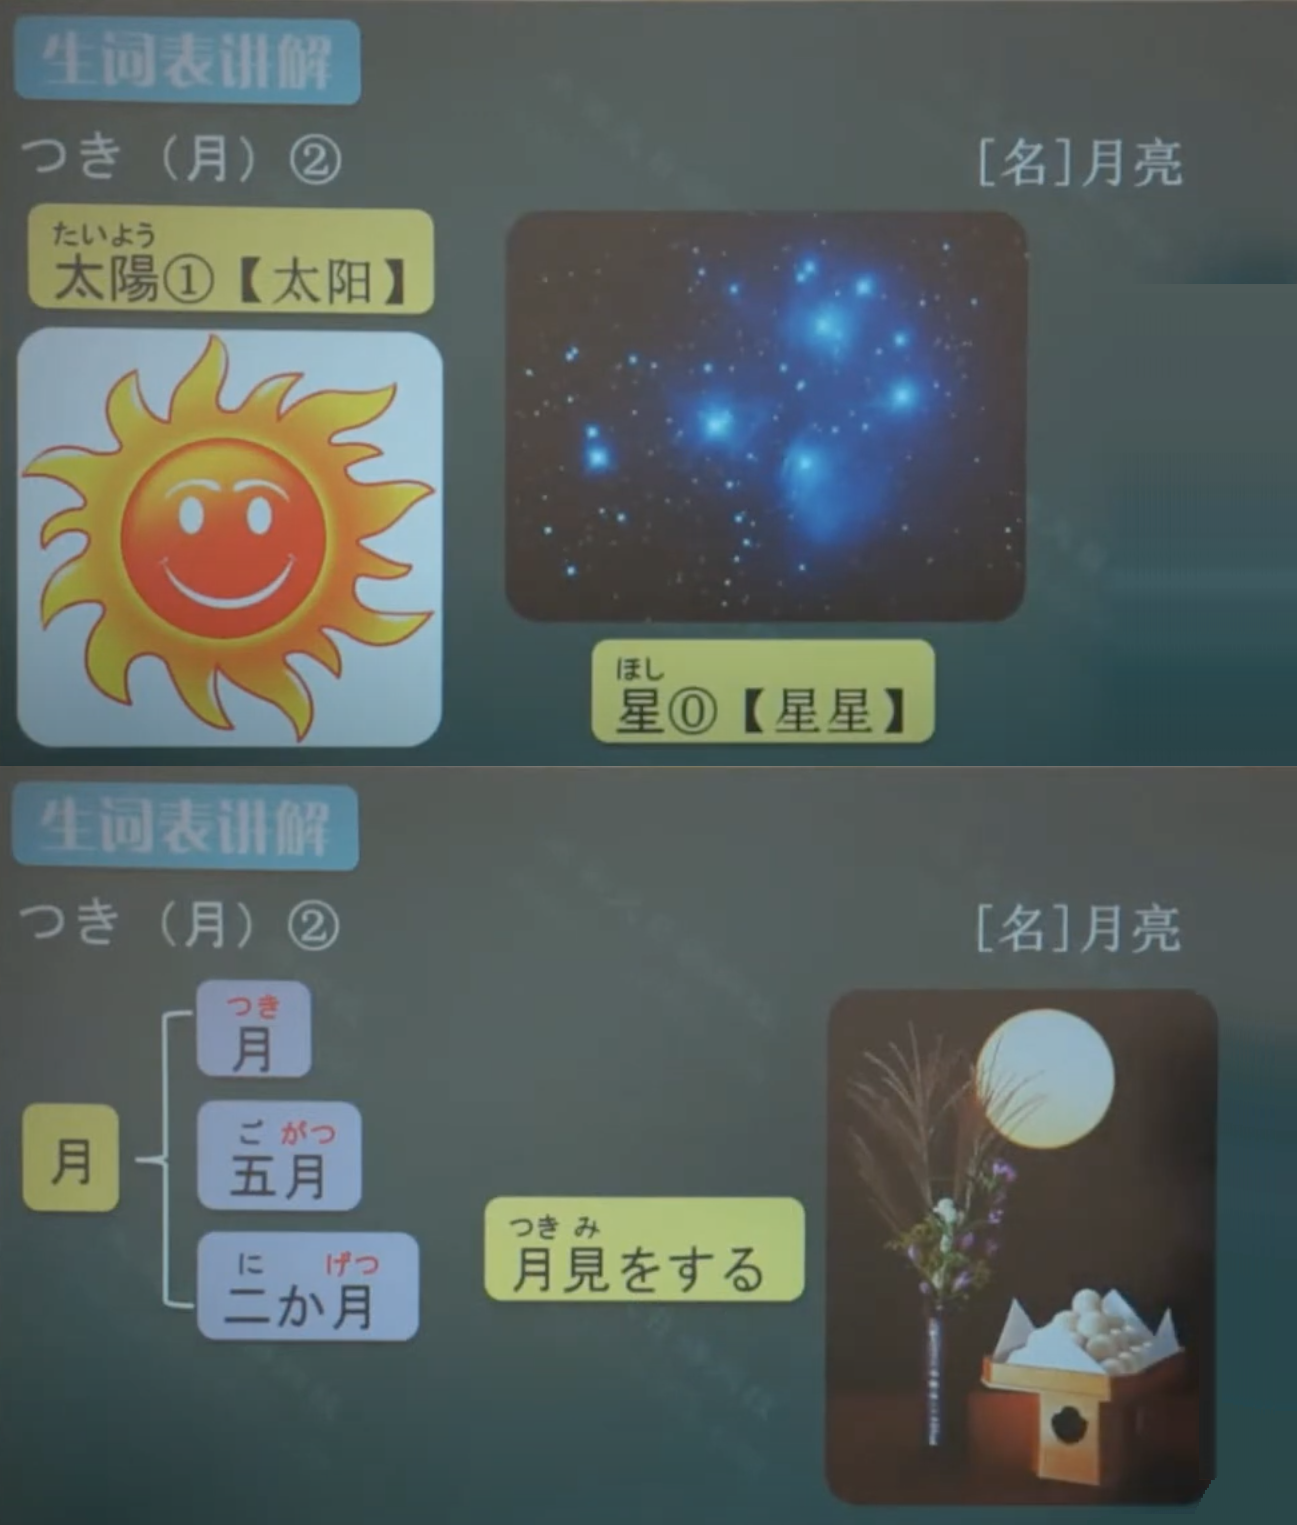 生词表讲解
つき（月）②
[名]月亮
たいよう
太陽①【太阳】
ほし
星⓪【星星】
生词表讲解
つき（月）②
[名]月亮
つき
月
月
ご がつ
五月
に げつ
二か月
つき み
月見をする